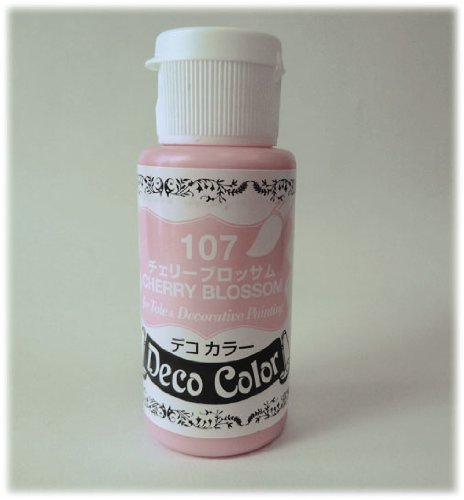 107
チェリーブロッサム
CHERRY BLOSSOM
for Tole & Decorative Painting
デコ カラー
Deco Color